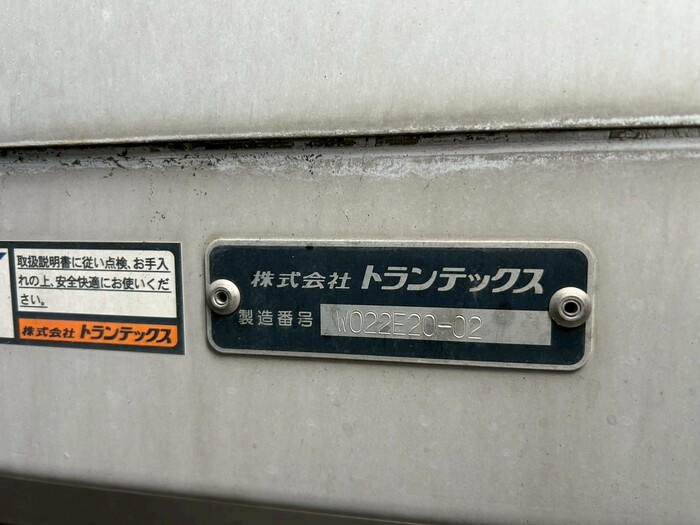 取扱説明書に従い点検、お手入
れの上、安全快適にお使いくだ
さい。
株式会社 トランテックス
株式会社 トランテックス
製造番号 W022E20-02